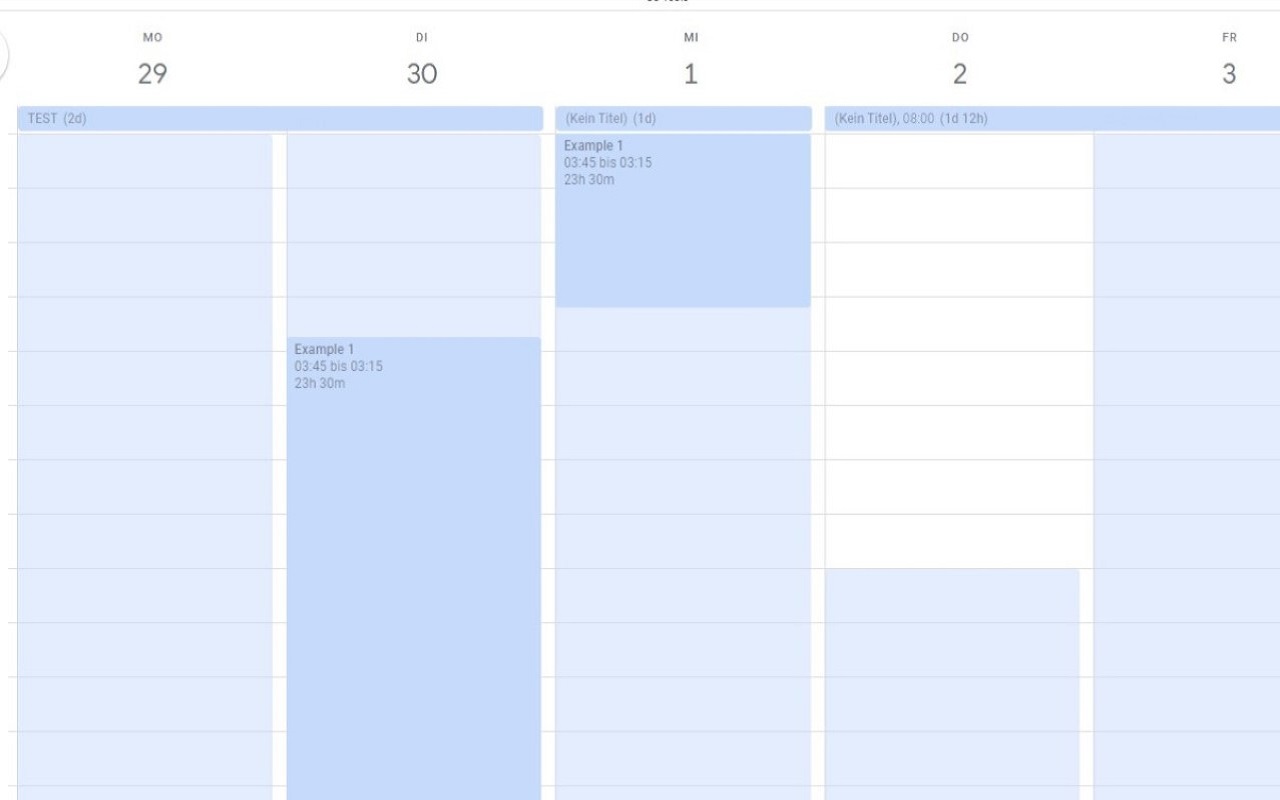 MO
DI
MI
DO
FR
29
30
1
2
3
TEST (2d)
(Kein Titel) (1d)
(Kein Titel), 08:00 (1d 12h)
Example 1
03:45 bis 03:15
23h 30m
Example 1
03:45 bis 03:15
23h 30m